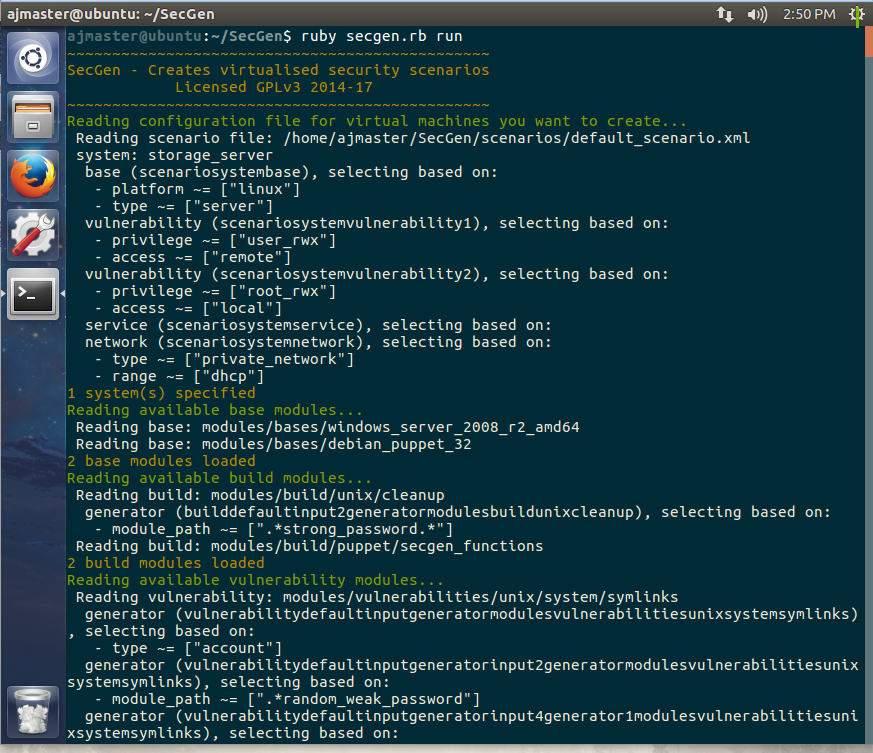 ajmaster@ubuntu: ~/SecGen
2:50 PM
ajmaster@ubuntu:~/SecGen$ ruby secgen.rb run
~~~~~~~~~~~~~~~~~~~~~~~~~~~~~~~~~~~~~~~~~~~~~~~
SecGen - Creates virtualised security scenarios
Licensed GPLv3 2014-17
~~~~~~~~~~~~~~~~~~~~~~~~~~~~~~~~~~~~~~~~~~~~~~~
Reading configuration file for virtual machines you want to create...
Reading scenario file: /home/ajmaster/SecGen/scenarios/default_scenario.xml
system: storage_server
base (scenariosystembase), selecting based on:
- platform ~= ["linux"]
- type ~= ["server"]
vulnerability (scenariosystemvulnerability1), selecting based on:
- privilege ~= ["user_rwx"]
- access ~= ["remote"]
vulnerability (scenariosystemvulnerability2), selecting based on:
- privilege ~= ["root_rwx"]
- access ~= ["local"]
service (scenariosystemservice), selecting based on:
network (scenariosystemnetwork), selecting based on:
- type ~= ["private_network"]
- range ~= ["dhcp"]
1 system(s) specified
Reading available base modules...
Reading base: modules/bases/windows_server_2008_r2_amd64
Reading base: modules/bases/debian_puppet_32
2 base modules loaded
Reading available build modules...
Reading build: modules/build/unix/cleanup
generator (builddefaultinput2generatormodulesbuildunixcleanup), selecting based on:
- module_path ~= [".*strong_password.*"]
Reading build: modules/build/puppet/secgen_functions
2 build modules loaded
Reading available vulnerability modules...
Reading vulnerability: modules/vulnerabilities/unix/system/symlinks
generator (vulnerabilitydefaultinputgeneratormodulesvulnerabilitiesunixsystemsymlinks)
, selecting based on:
- type ~= ["account"]
generator (vulnerabilitydefaultinputgeneratorinput2generatormodulesvulnerabilitiesunix
systemsymlinks), selecting based on:
- module_path ~= [".*random_weak_password"]
generator (vulnerabilitydefaultinputgeneratorinput4generator1modulesvulnerabilitiesuni
xsystemsymlinks), selecting based on: